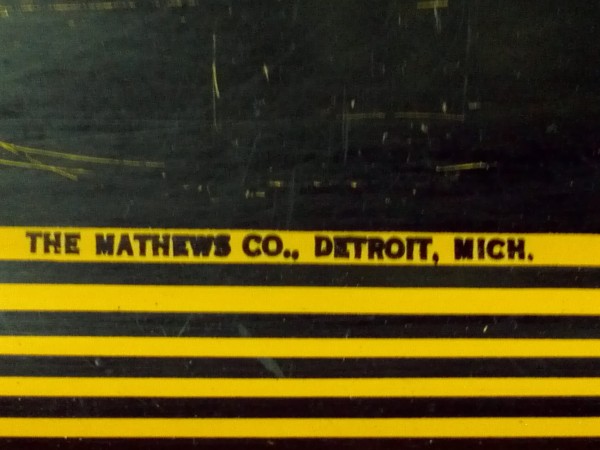 THE MATHEWS CO., DETROIT, MICH.